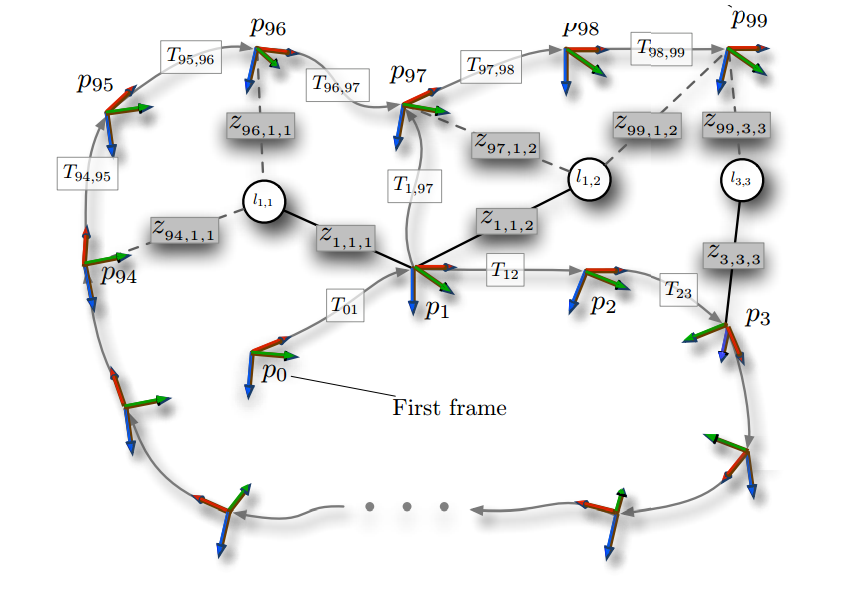 p99
p96
p98
T95,96
T98,99
p97
T97,98
p95
T96,97
z96,1,1
z99,1,2
z99,3,3
z97,1,2
T94,95
l1,1
T1,97
l1,2
l3,3
z94,1,1
z1,1,1
z1,1,2
z3,3,3
p94
T12
T01
p1
p2
T23
p3
p0
First frame